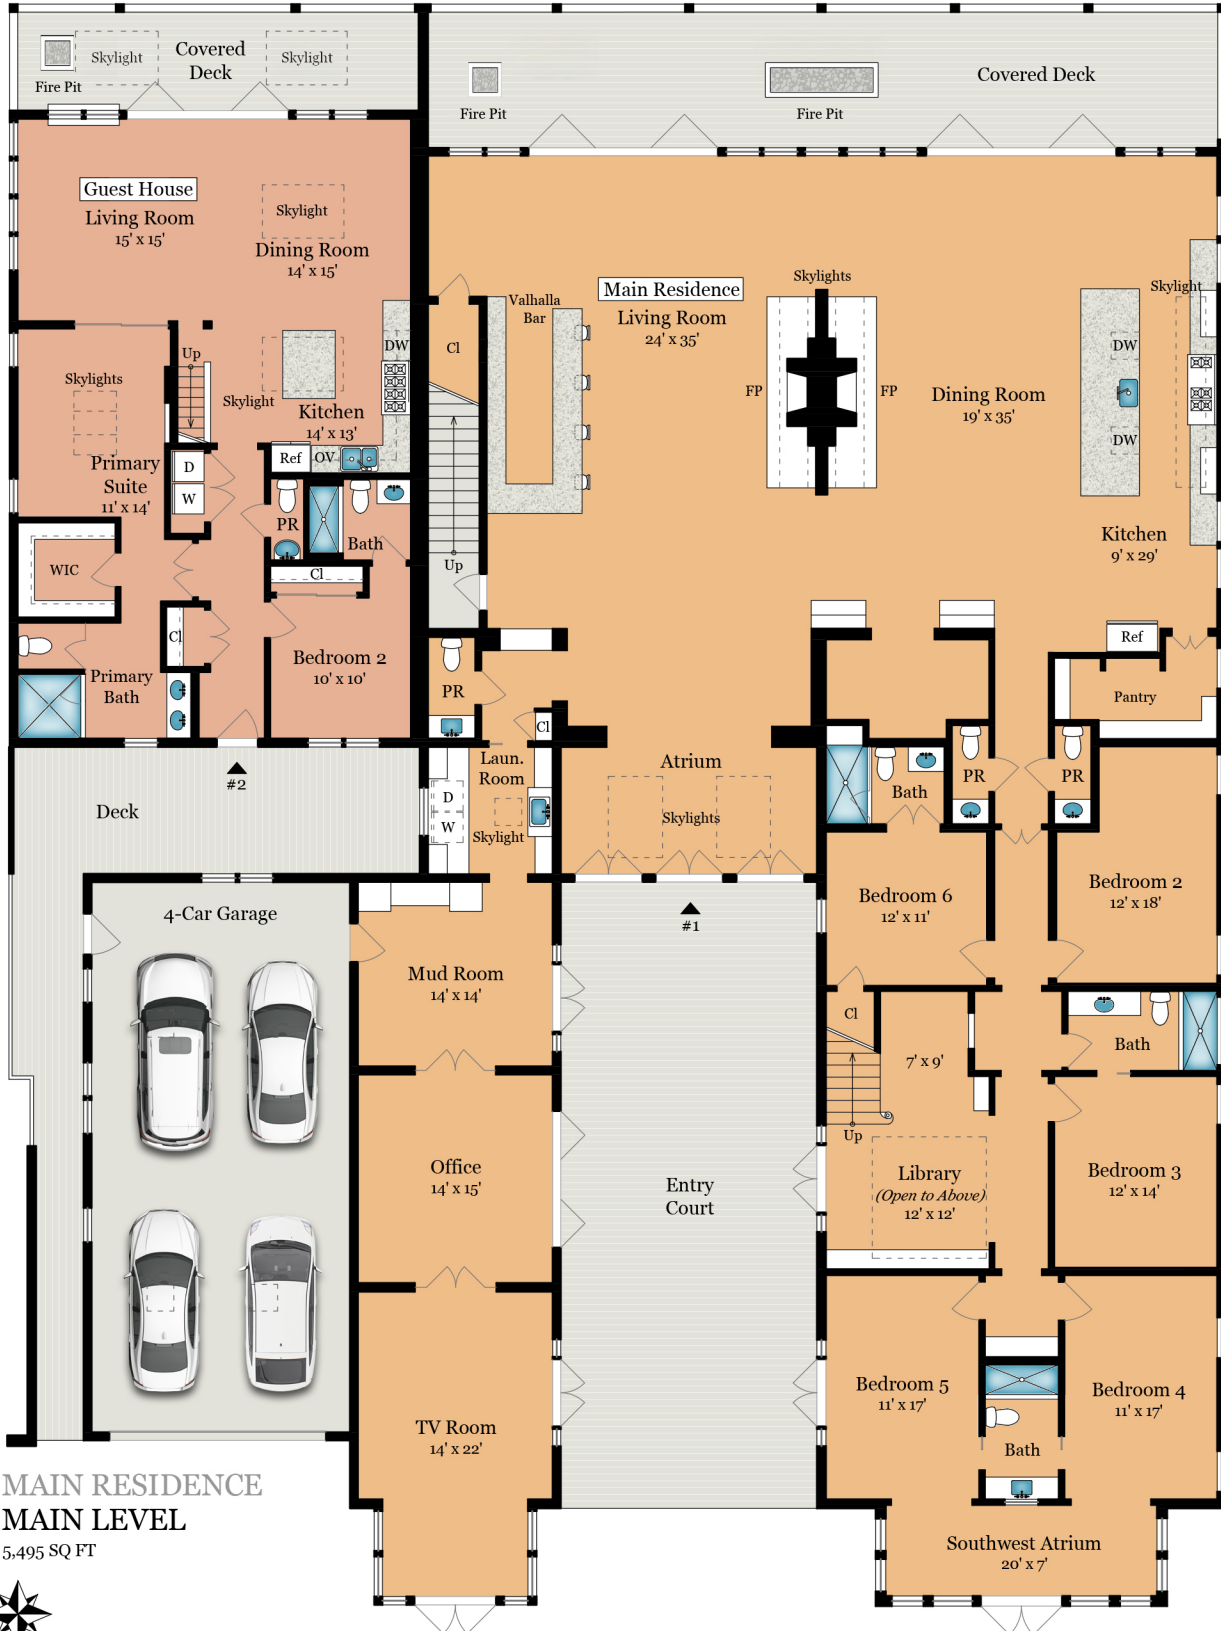 Skylight
Covered
Deck
Skylight
Fire Pit
Covered Deck
Fire Pit
Fire Pit
Guest House
Living Room
15' x 15'
Skylight
Dining Room
14' x 15'
Skylights
Skylight
Main Residence
Living Room
24' x 35'
Valhalla
Bar
Cl
Up
DW
DW
Skylights
Skylight
FP
FP
Dining Room
19' x 35'
Kitchen
14' x 13'
DW
Primary
Suite
11' x 14'
D
W
Ref
OV
PR
Bath
Up
Kitchen
9' x 29'
WIC
Cl
Cl
Bedroom 2
10' x 10'
Primary
Bath
PR
Cl
Ref
Pantry
#2
Deck
Laun.
Room
D
W
Skylight
Atrium
Skylights
Bath
PR
PR
4-Car Garage
#1
Bedroom 6
12' x 11'
Bedroom 2
12' x 18'
Mud Room
14' x 14'
Cl
7' x 9'
Bath
Up
Office
14' x 15'
Entry
Court
Library
(Open to Above)
12' x 12'
Bedroom 3
12' x 14'
TV Room
14' x 22'
Bedroom 5
11' x 17'
Bedroom 4
11' x 17'
Bath
MAIN RESIDENCE
MAIN LEVEL
5,495 SQ FT
Southwest Atrium
20' x 7'